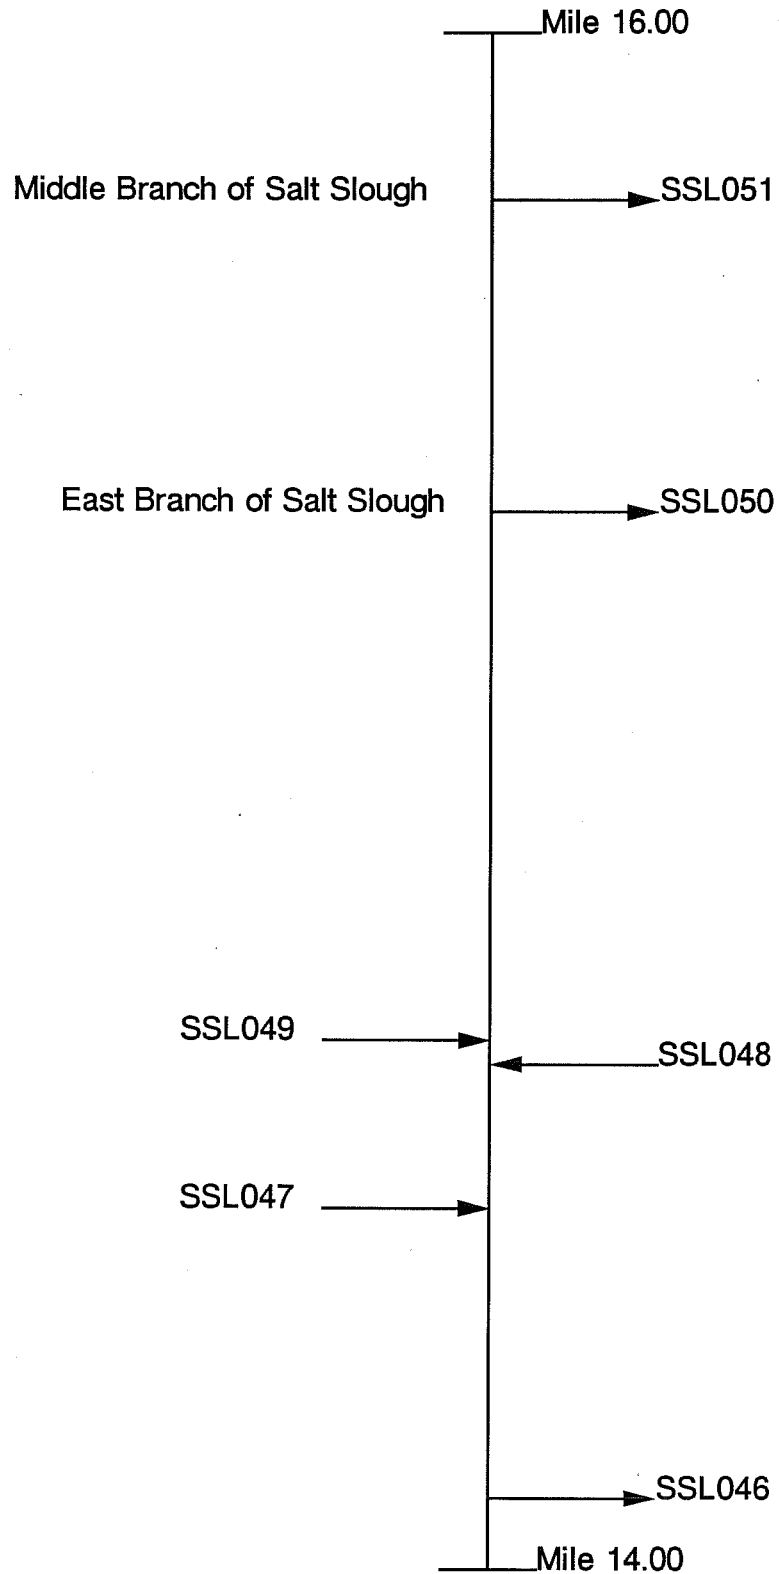 Mile 16.00
Middle Branch of Salt Slough
SSL051
East Branch of Salt Slough
SSL050
SSL049
SSL048
SSL047
SSL046
Mile 14.00